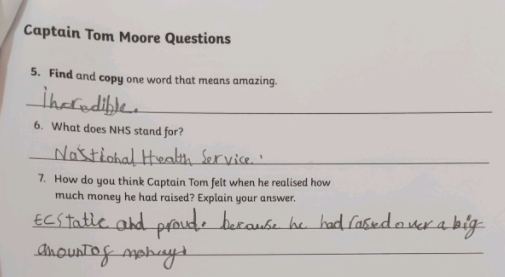 Captain Tom Moore Questions
5. Find and copy one word that means amazing.
Incredible.
6. What does NHS stand for?
Nastional Health Service.
7. How do you think Captain Tom felt when he realised how
much money he had raised? Explain your answer.
Ecstatic and proud. because he had raised over a big
amount of money